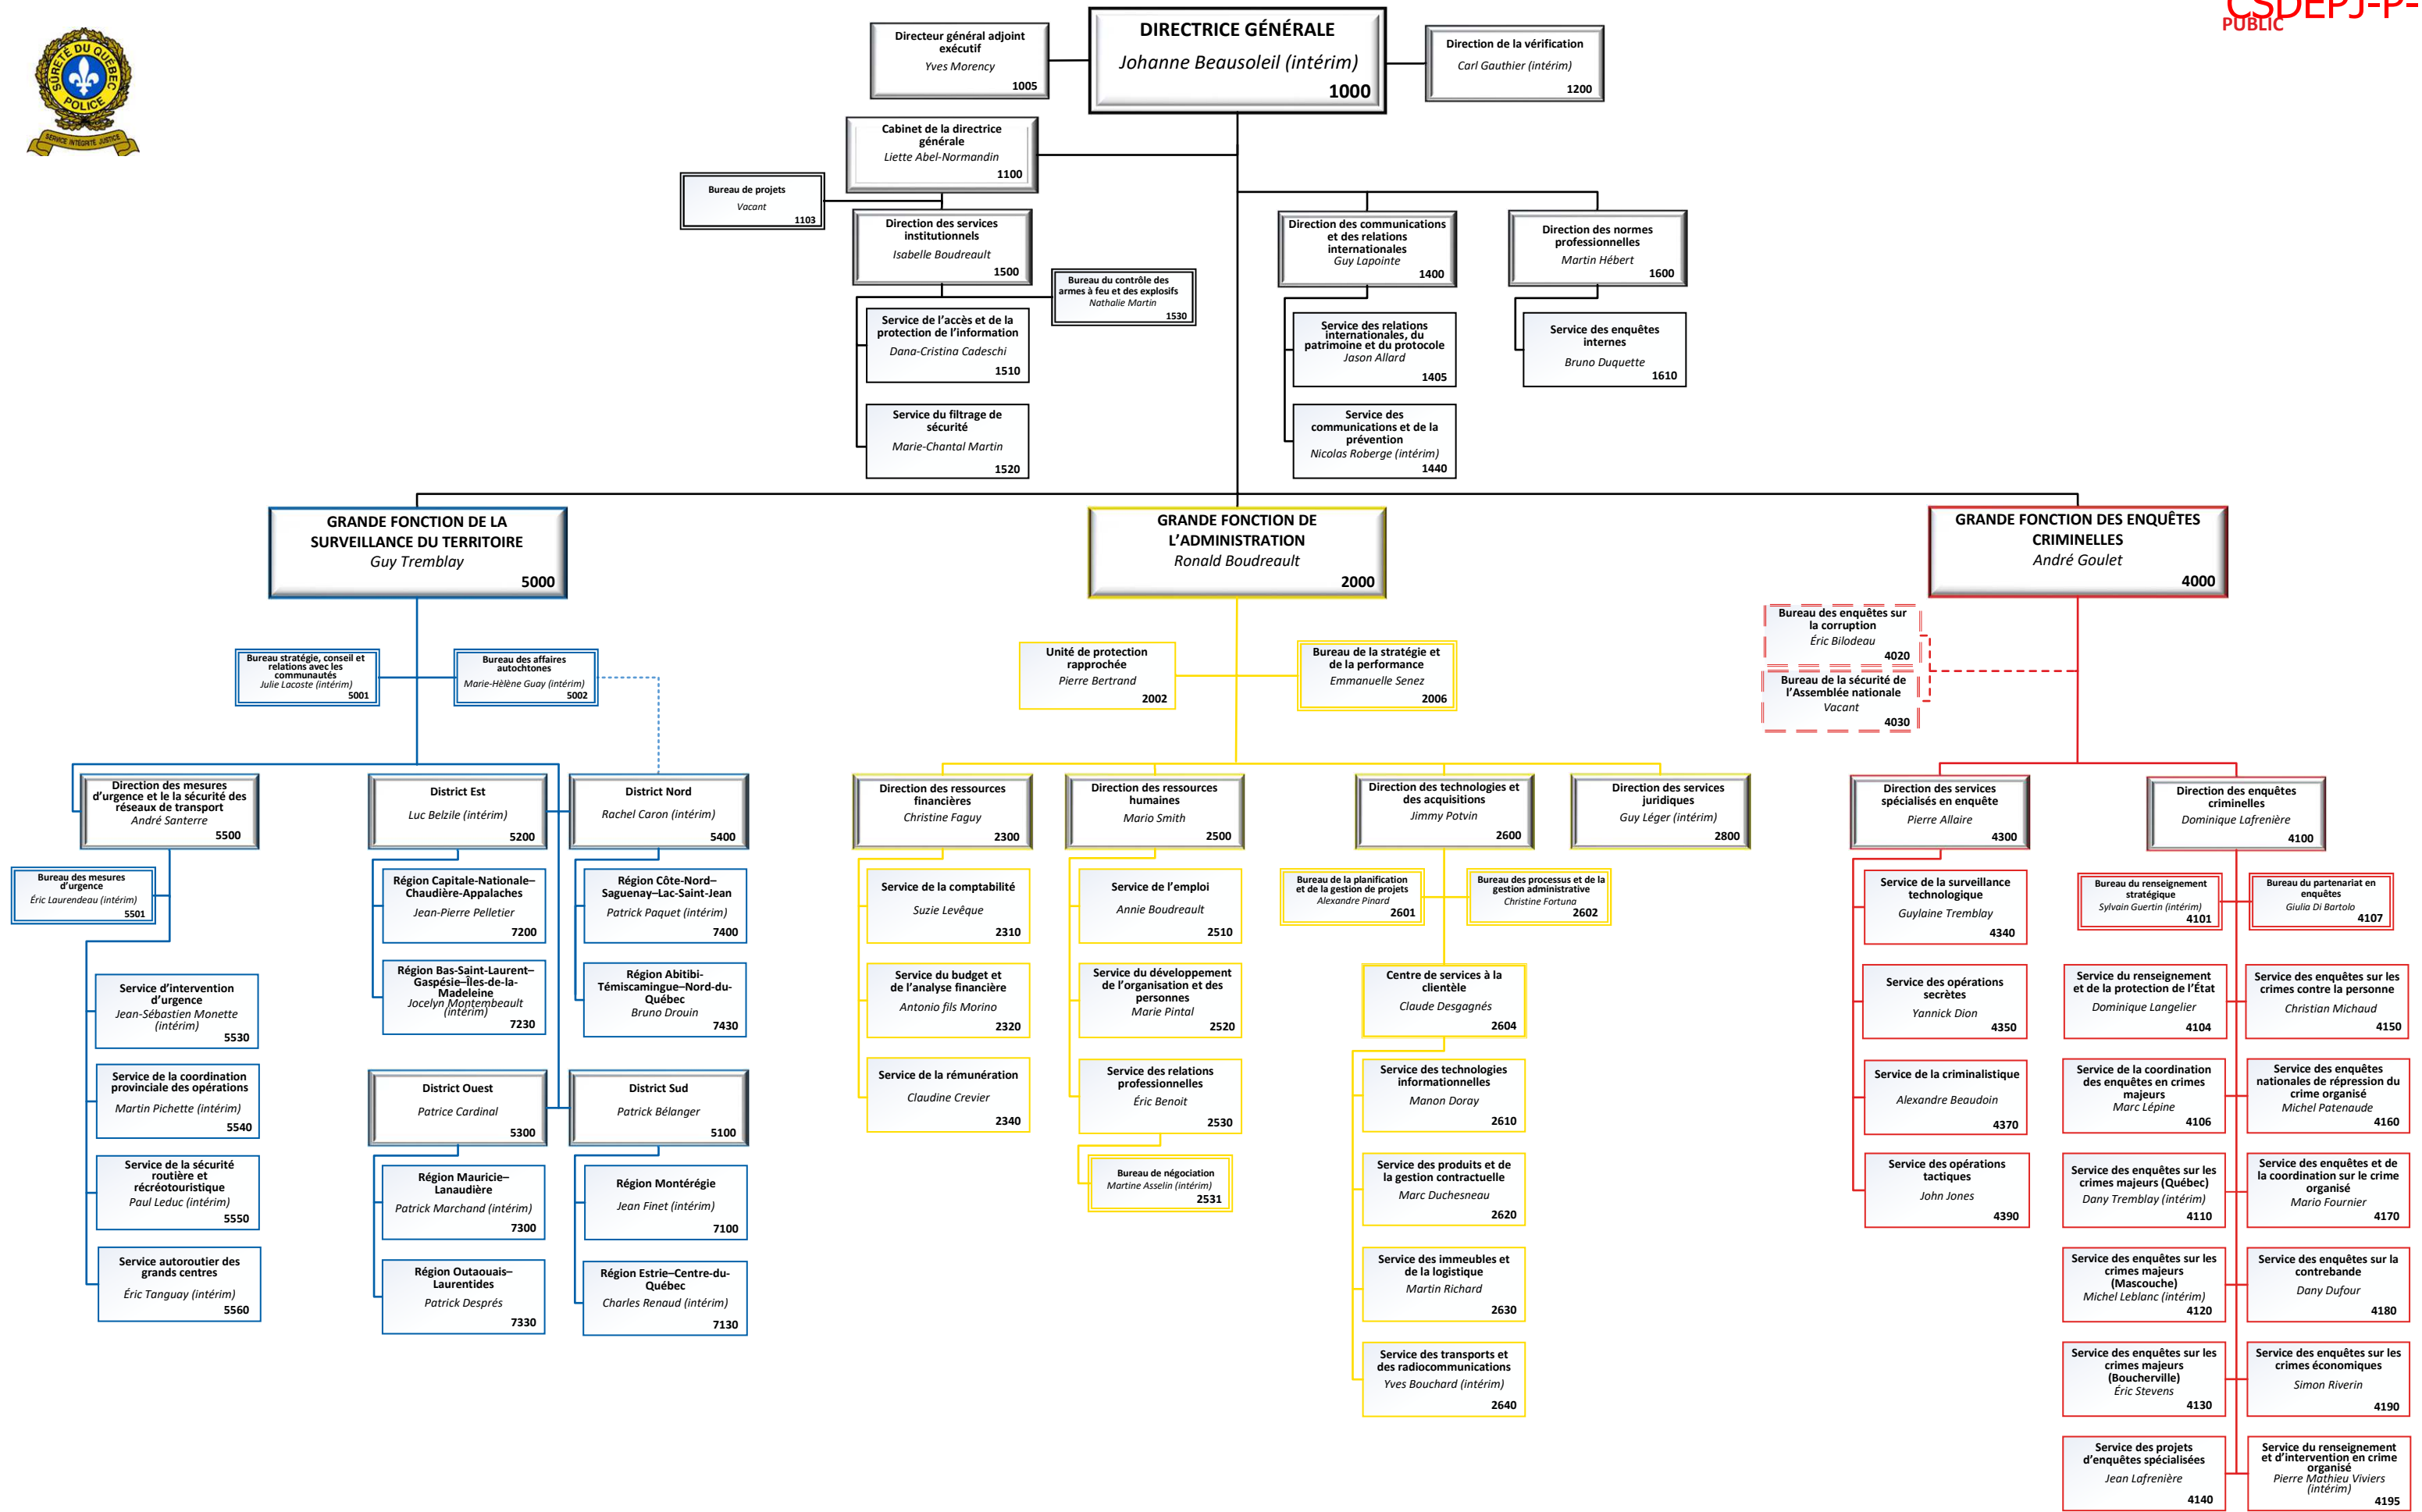 CSDEPJ-P-
PUBLIC
SÛRETÉ DU QUÉBEC
POLICE
SERVICE INTÉGRITÉ JUSTICE
Directeur général adjoint
exécutif
Yves Morency
1005
DIRECTRICE GÉNÉRALE
Johanne Beausoleil (intérim)
1000
Direction de la vérification
Carl Gauthier (intérim)
1200
Cabinet de la directrice
générale
Liette Abel-Normandin
1100
Bureau de projets
Vacant
1103
Direction des services
institutionnels
Isabelle Boudreault
1500
Bureau du contrôle des
armes à feu et des explosifs
Nathalie Martin
1530
Service de l'accès et de la
protection de l'information
Dana-Cristina Cadeschi
1510
Service du filtrage de
sécurité
Marie-Chantal Martin
1520
Direction des communications
et des relations
internationales
Guy Lapointe
1400
Service des relations
internationales, du
patrimoine et du protocole
Jason Allard
1405
Service des
communications et de la
prévention
Nicolas Roberge (intérim)
1440
Direction des normes
professionnelles
Martin Hébert
1600
Service des enquêtes
internes
Bruno Duquette
1610
GRANDE FONCTION DE LA
SURVEILLANCE DU TERRITOIRE
Guy Tremblay
5000
Bureau stratégie, conseil et
relations avec les
communautés
Julie Lacoste (intérim)
5001
Bureau des affaires
autochtones
Marie-Hélène Guay (intérim)
5002
Direction des mesures
d'urgence et le la sécurité des
réseaux de transport
André Santerre
5500
Bureau des mesures
d'urgence
Éric Laurendeau (intérim)
5501
Service d'intervention
d'urgence
Jean-Sébastien Monette
(intérim)
5530
Service de la coordination
provinciale des opérations
Martin Pichette (intérim)
5540
Service de la sécurité
routière et
récréotouristique
Paul Leduc (intérim)
5550
Service autoroutier des
grands centres
Éric Tanguay (intérim)
5560
District Est
Luc Belzile (intérim)
5200
Région Capitale-Nationale–
Chaudière-Appalaches
Jean-Pierre Pelletier
7200
Région Bas-Saint-Laurent–
Gaspésie–Îles-de-la-
Madeleine
Jocelyn Montembeault
(intérim)
7230
District Nord
Rachel Caron (intérim)
5400
Région Côte-Nord–
Saguenay–Lac-Saint-Jean
Patrick Paquet (intérim)
7400
Région Abitibi-
Témiscamingue–Nord-du-
Québec
Bruno Drouin
7430
District Ouest
Patrice Cardinal
5300
Région Mauricie–
Lanaudière
Patrick Marchand (intérim)
7300
Région Outaouais–
Laurentides
Patrick Després
7330
District Sud
Patrick Bélanger
5100
Région Montérégie
Jean Finet (intérim)
7100
Région Estrie–Centre-du-
Québec
Charles Renaud (intérim)
7130
GRANDE FONCTION DE
L'ADMINISTRATION
Ronald Boudreault
2000
Unité de protection
rapprochée
Pierre Bertrand
2002
Bureau de la stratégie et
de la performance
Emmanuelle Senez
2006
Direction des ressources
financières
Christine Faguy
2300
Service de la comptabilité
Suzie Levêque
2310
Service du budget et
de l'analyse financière
Antonio fils Morino
2320
Service de la rémunération
Claudine Crevier
2340
Direction des ressources
humaines
Mario Smith
2500
Service de l'emploi
Annie Boudreault
2510
Service du développement
de l'organisation et des
personnes
Marie Pintal
2520
Service des relations
professionnelles
Éric Benoit
2530
Bureau de négociation
Martine Asselin (intérim)
2531
Direction des technologies et
des acquisitions
Jimmy Potvin
2600
Bureau de la planification
et de la gestion de projets
Alexandre Pinard
2601
Bureau des processus et de la
gestion administrative
Christine Fortuna
2602
Centre de services à la
clientèle
Claude Desgagnés
2604
Service des technologies
informationnelles
Manon Doray
2610
Service des produits et de
la gestion contractuelle
Marc Duchesneau
2620
Service des immeubles et
de la logistique
Martin Richard
2630
Service des transports et
des radiocommunications
Yves Bouchard (intérim)
2640
Direction des services
juridiques
Guy Léger (intérim)
2800
GRANDE FONCTION DES ENQUÊTES
CRIMINELLES
André Goulet
4000
Bureau des enquêtes sur
la corruption
Éric Bilodeau
4020
Bureau de la sécurité de
l'Assemblée nationale
Vacant
4030
Direction des services
spécialisés en enquête
Pierre Allaire
4300
Service de la surveillance
technologique
Guylaine Tremblay
4340
Service des opérations
secrètes
Yannick Dion
4350
Service de la criminalistique
Alexandre Beaudoin
4370
Service des opérations
tactiques
John Jones
4390
Direction des enquêtes
criminelles
Dominique Lafrenière
4100
Bureau du renseignement
stratégique
Sylvain Guertin (intérim)
4101
Bureau du partenariat en
enquêtes
Giulia Di Bartolo
4107
Service du renseignement
et de la protection de l'État
Dominique Langelier
4104
Service des enquêtes sur les
crimes contre la personne
Christian Michaud
4150
Service de la coordination
des enquêtes en crimes
majeurs
Marc Lépine
4106
Service des enquêtes
nationales de répression du
crime organisé
Michel Patenaude
4160
Service des enquêtes sur les
crimes majeurs (Québec)
Dany Tremblay (intérim)
4110
Service des enquêtes et de
la coordination sur le crime
organisé
Mario Fournier
4170
Service des enquêtes sur les
crimes majeurs
(Mascouche)
Michel Leblanc (intérim)
4120
Service des enquêtes sur la
contrebande
Dany Dufour
4180
Service des enquêtes sur les
crimes majeurs
(Boucherville)
Éric Stevens
4130
Service des enquêtes sur les
crimes économiques
Simon Riverin
4190
Service des projets
d'enquêtes spécialisées
Jean Lafrenière
4140
Service du renseignement
et d'intervention en crime
organisé
Pierre Mathieu Viviers
(intérim)
4195